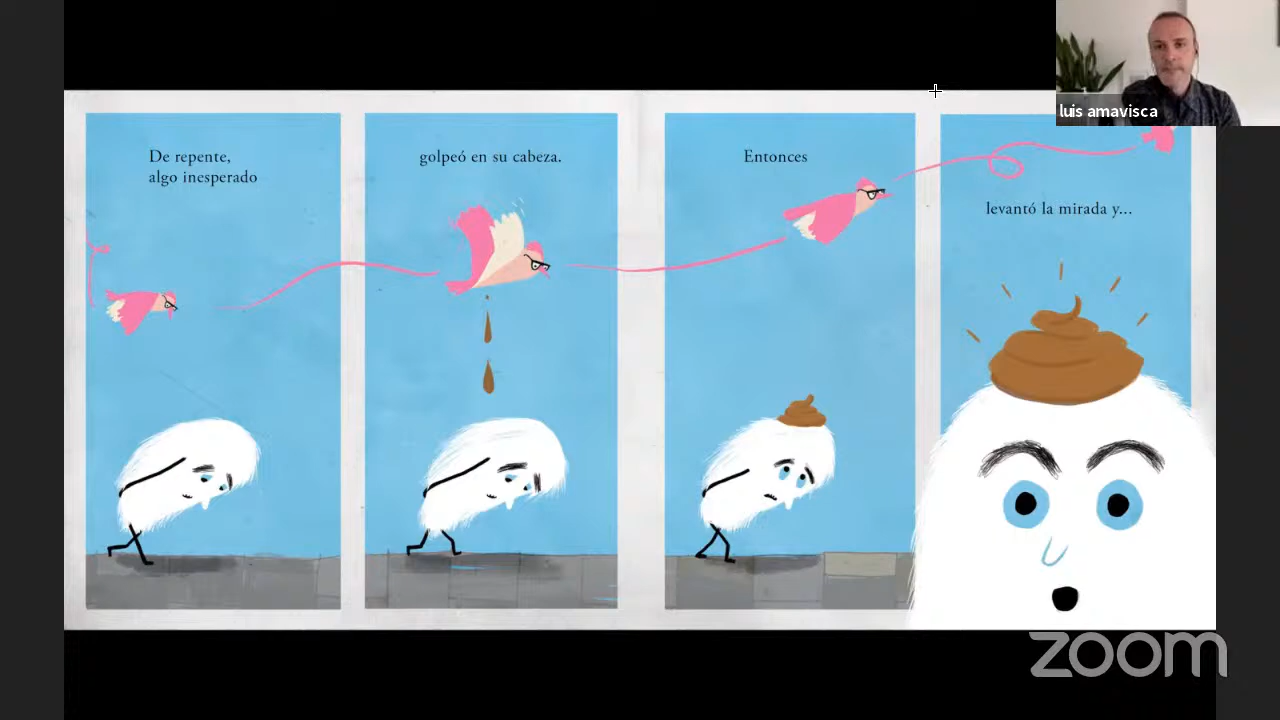 luis amavisca
De repente,
algo inesperado
golpeó en su cabeza.
Entonces
levantó la mirada y...
zoom